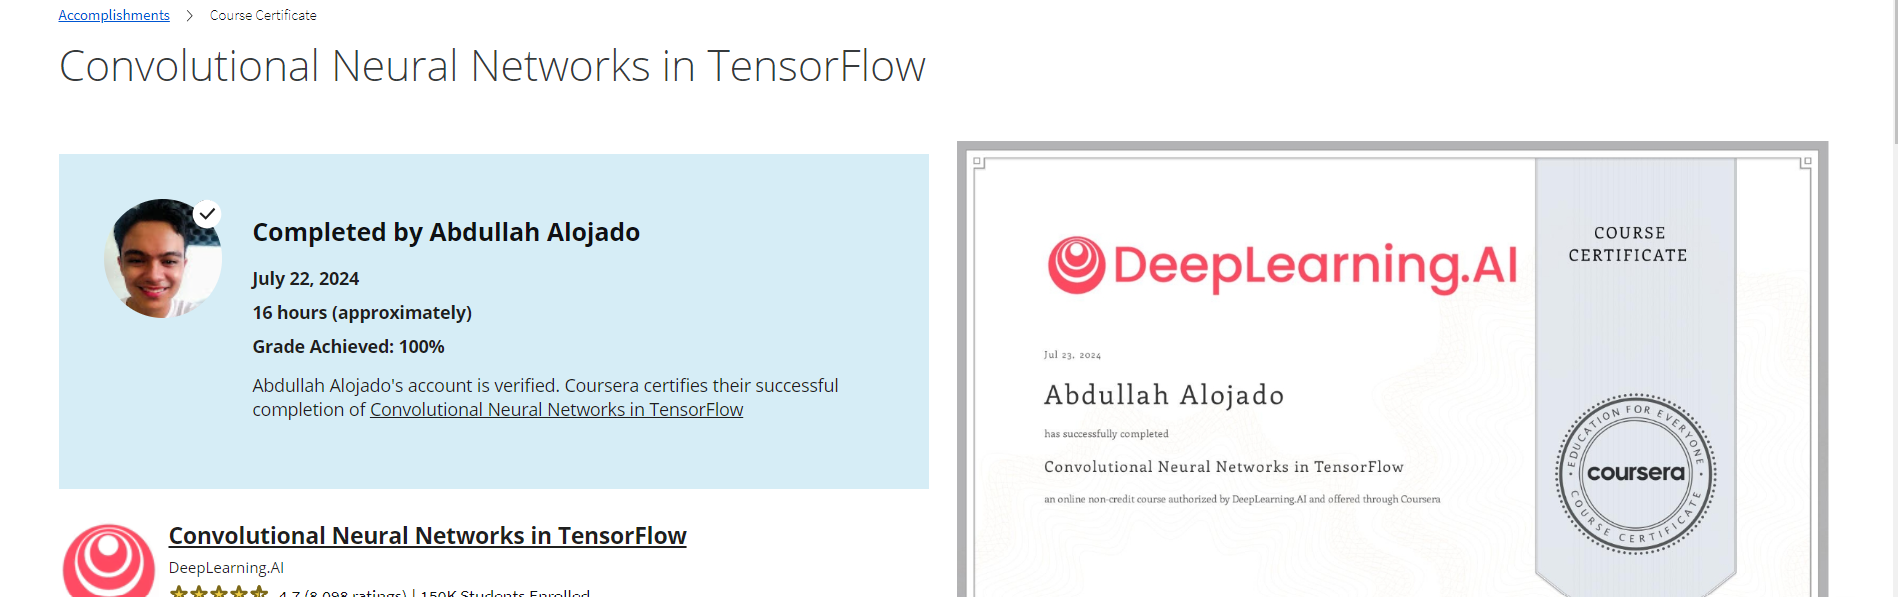 Accomplishments > Course Certificate
Convolutional Neural Networks in TensorFlow
Completed by Abdullah Alojado
July 22, 2024
16 hours (approximately)
Grade Achieved: 100%
Abdullah Alojado's account is verified. Coursera certifies their successful
completion of Convolutional Neural Networks in TensorFlow
Convolutional Neural Networks in TensorFlow
DeepLearning.AI
4.7 (8,098 ratings) | 150K Students Enrolled
DeepLearning.AI
Jul 23, 2024
Abdullah Alojado
has successfully completed
Convolutional Neural Networks in TensorFlow
an online non-credit course authorized by DeepLearning.AI and offered through Coursera
COURSE
CERTIFICATE
EDUCATION FOR EVERYONE
coursera
COURSE CERTIFICATE